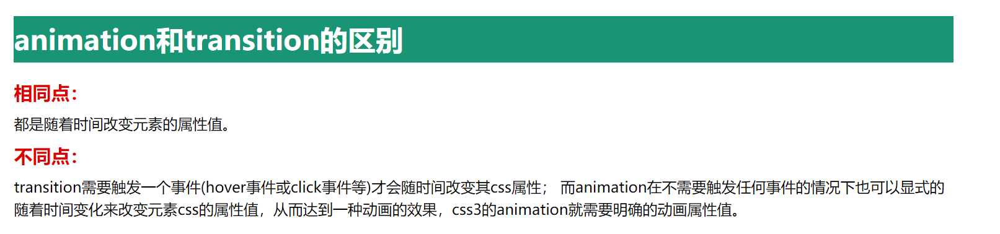 animation和transition的区别
相同点：
都是随着时间改变元素的属性值。
不同点：
transition需要触发一个事件(hover事件或click事件等)才会随时间改变其css属性； 而animation在不需要触发任何事件的情况下也可以显式的
随着时间变化来改变元素css的属性值，从而达到一种动画的效果，css3的animation就需要明确的动画属性值。